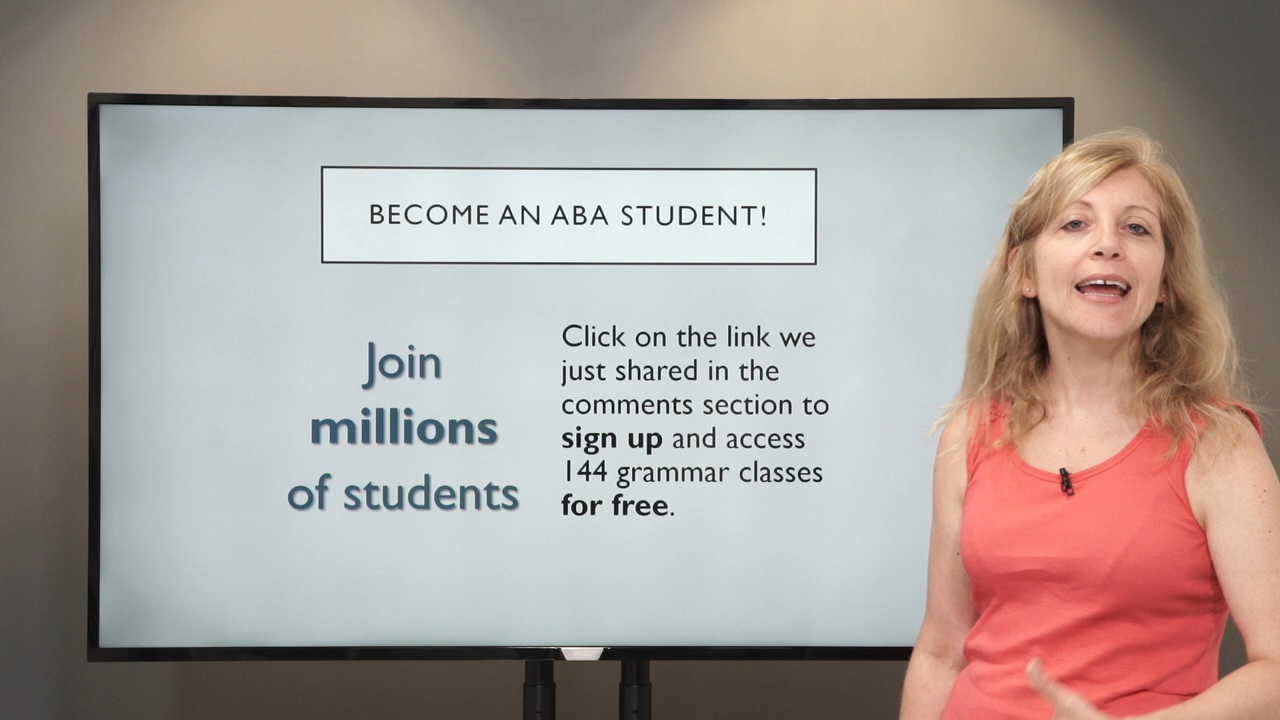 BECOME AN ABA STUDENT!
Join
millions
of students
Click on the link we
just shared in the
comments section to
sign up and access
144 grammar classes
for free.